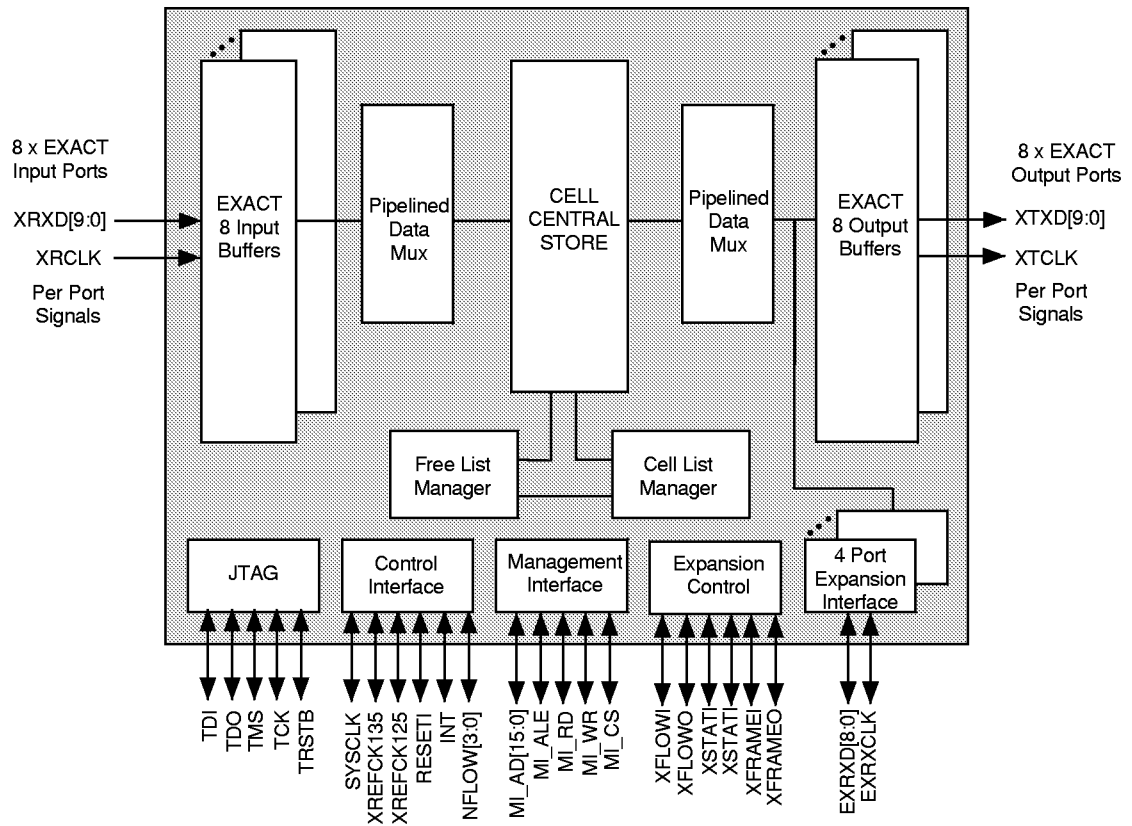 8 x EXACT
Input Ports
XRXD[9:0]
XRCLK
Per Port
Signals
EXACT
8 Input
Buffers
Pipelined
Data
Mux
CELL
CENTRAL
STORE
Pipelined
Data
Mux
EXACT
8 Output
Buffers
8 x EXACT
Output Ports
XTXD[9:0]
XTCLK
Per Port
Signals
Free List
Manager
Cell List
Manager
JTAG
Control
Interface
Management
Interface
Expansion
Control
4 Port
Expansion
Interface
TDI
TDO
TMS
TCK
TRSTB
SYSCLK
XREFCK135
XREFCK125
RESETI
INT
NFLOW[3:0]
MI_AD[15:0]
MI_ALE
MI_RD
MI_WR
MI_CS
XFLOWI
XFLOWO
XSTATI
XSTATI
XFRAMEI
XFRAMEO
EXRXD[8:0]
EXRXCLK